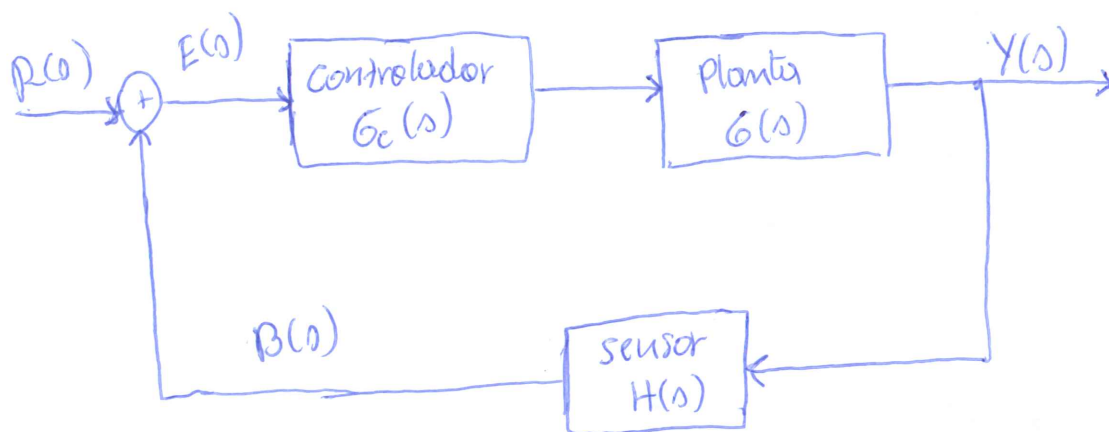 R(s)
E(s)
+
controlador
Gc(s)
Planta
G(s)
Y(s)
B(s)
sensor
H(s)